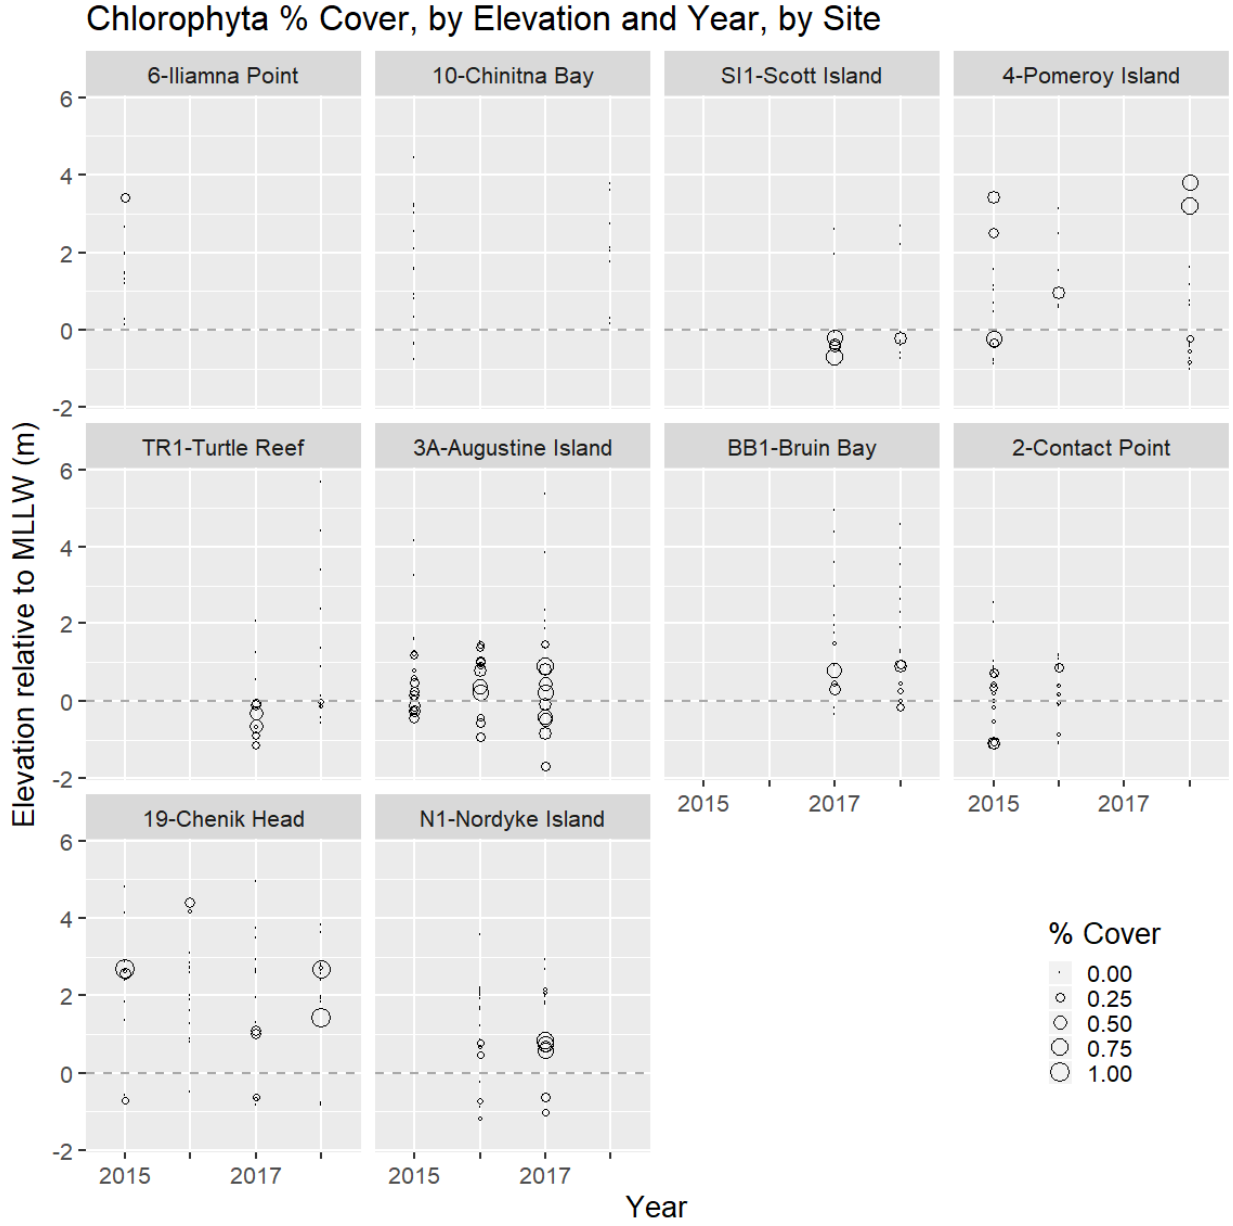 Chlorophyta % Cover, by Elevation and Year, by Site
6-Iliamna Point
10-Chinitna Bay
SI1-Scott Island
4-Pomeroy Island
6
4
2
0
-2
TR1-Turtle Reef
3A-Augustine Island
BB1-Bruin Bay
2-Contact Point
6
4
2
0
-2
2015 2017
2015 2017
19-Chenik Head
N1-Nordyke Island
6
4
2
0
-2
2015 2017
2015 2017
Elevation relative to MLLW (m)
Year
% Cover
0.00
0.25
0.50
0.75
1.00